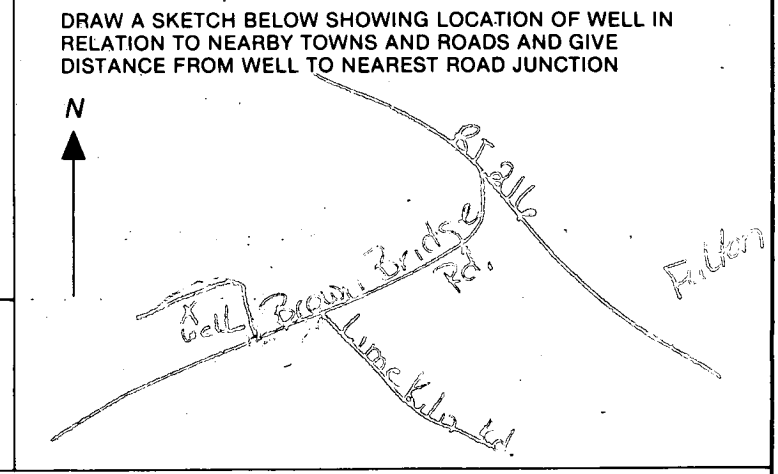 DRAW A SKETCH BELOW SHOWING LOCATION OF WELL IN
RELATION TO NEARBY TOWNS AND ROADS AND GIVE
DISTANCE FROM WELL TO NEAREST ROAD JUNCTION
N
RT 216
Fulton
Brown Bridge
Rd.
X
well
Lime Kiln Rd.